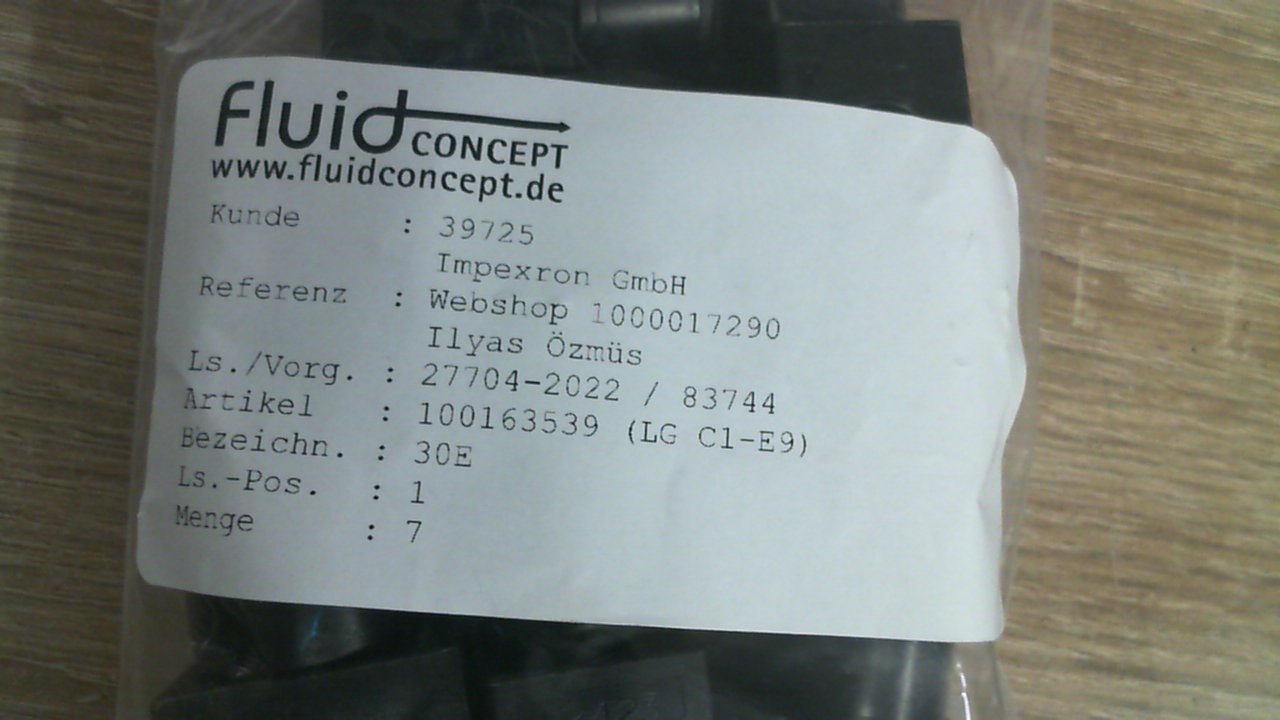 Fluid CONCEPT
www.fluidconcept.de
Kunde : 39725
Impexron GmbH
Referenz : Webshop 1000017290
Ilyas Özmüs
Ls./Vorg. : 27704-2022 / 83744
Artikel : 100163539 (LG C1-E9)
Bezeichn. : 30E
Ls.-Pos. : 1
Menge : 7